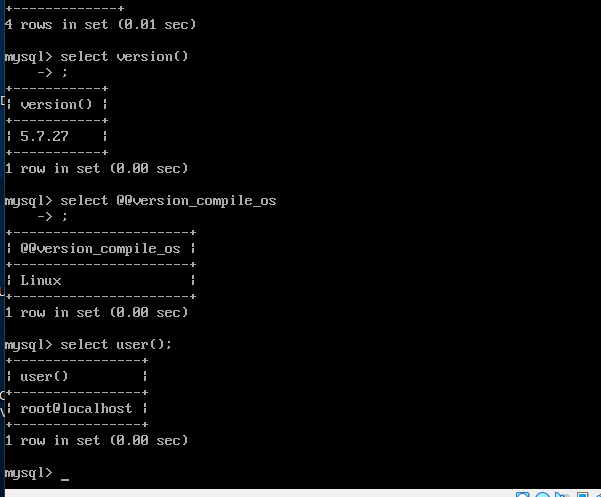 +-------------+
4 rows in set (0.01 sec)
mysql> select version()
    -> ;
+-----------+
| version() |
+-----------+
| 5.7.27    |
+-----------+
1 row in set (0.00 sec)
mysql> select @@version_compile_os
    -> ;
+----------------------+
| @@version_compile_os |
+----------------------+
| Linux                |
+----------------------+
1 row in set (0.00 sec)
mysql> select user();
+----------------+
| user()         |
+----------------+
| root@localhost |
+----------------+
1 row in set (0.00 sec)
mysql> _